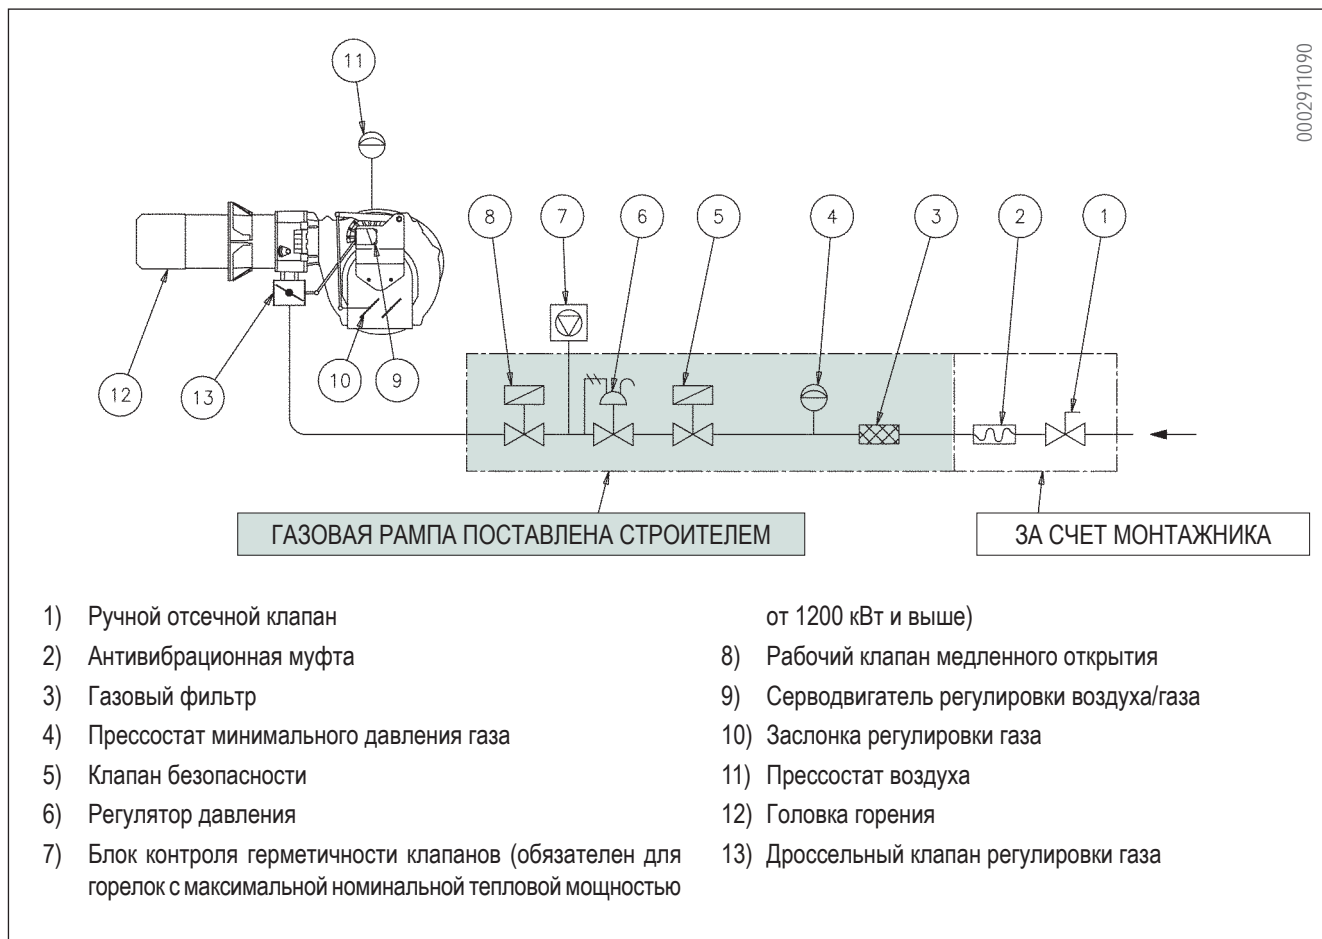 0002911090
11
8
7
6
5
4
3
2
1
12
13
10
9
ГАЗОВАЯ РАМПА ПОСТАВЛЕНА СТРОИТЕЛЕМ
ЗА СЧЕТ МОНТАЖНИКА
1) Ручной отсечной клапан
2) Антивибрационная муфта
3) Газовый фильтр
4) Прессостат минимального давления газа
5) Клапан безопасности
6) Регулятор давления
7) Блок контроля герметичности клапанов (обязателен для
горелок с максимальной номинальной тепловой мощностью
от 1200 кВт и выше)
8) Рабочий клапан медленного открытия
9) Серводвигатель регулировки воздуха/газа
10) Заслонка регулировки газа
11) Прессостат воздуха
12) Головка горения
13) Дроссельный клапан регулировки газа